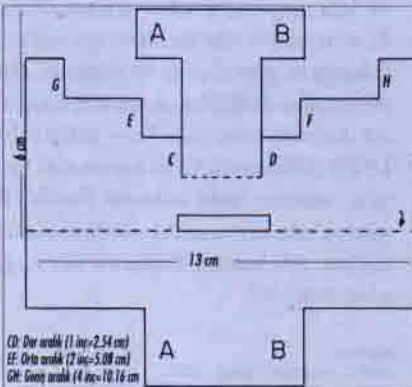 A B
G H
E F
C D
6 cm
13 cm
A B
CD: Dar aralık (1 inç=2.54 cm)
EF: Orta aralık (2 inç=5.08 cm)
GH: Geniş aralık (4 inç=10.16 cm